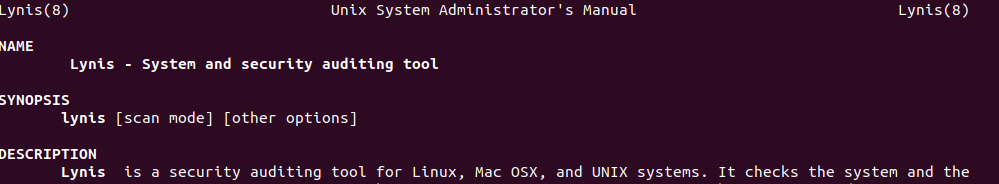 Lynis(8) Unix System Administrator's Manual Lynis(8)
NAME
Lynis - System and security auditing tool
SYNOPSIS
lynis [scan mode] [other options]
DESCRIPTION
Lynis is a security auditing tool for Linux, Mac OSX, and UNIX systems. It checks the system and the